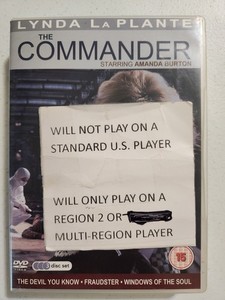 LYNDA LA PLANTE
THE
COMMANDER
STARRING AMANDA BURTON
WILL NOT PLAY ON A
STANDARD U.S. PLAYER
WILL ONLY PLAY ON A
REGION 2 OR
MULTI-REGION PLAYER
15
DVD
disc set
THE DEVIL YOU KNOW • FRAUDSTER • WINDOWS OF THE SOUL